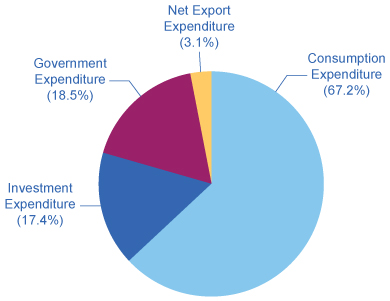 Net Export
Expenditure
(3.1%)
Consumption
Expenditure
(67.2%)
Government
Expenditure
(18.5%)
Investment
Expenditure
(17.4%)